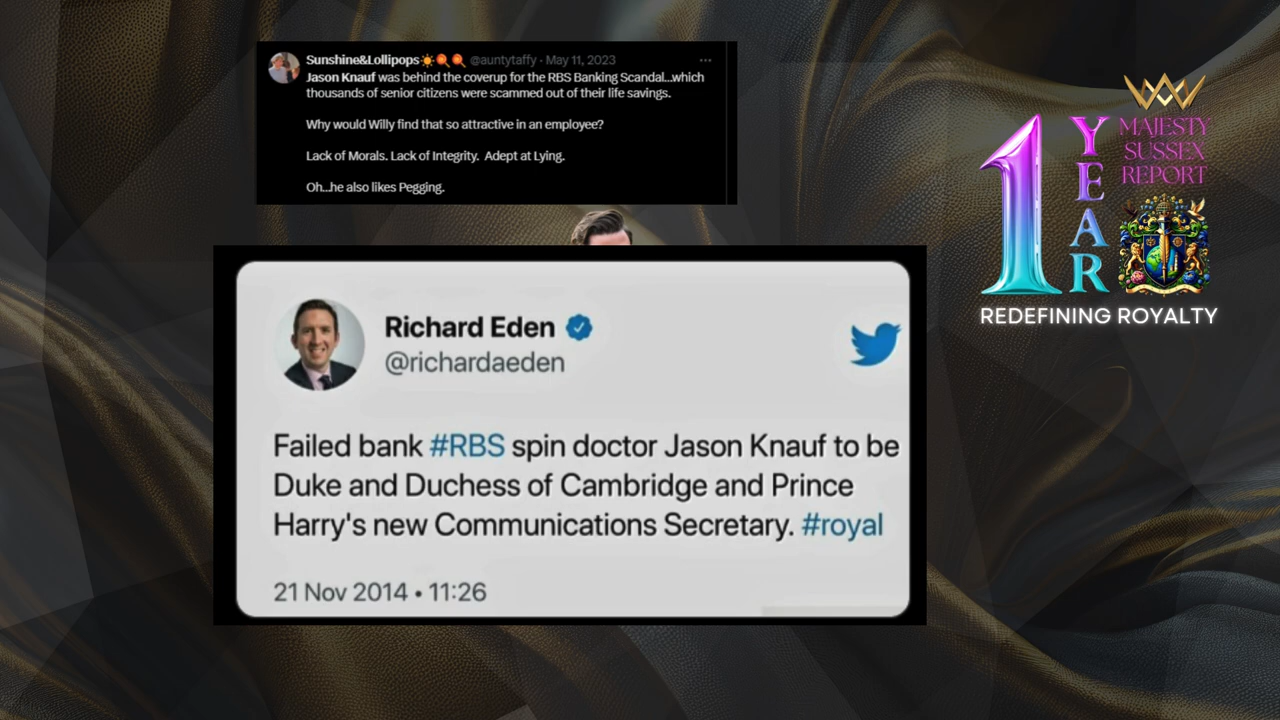 Sunshine&Lollipops☀️🍭🍭 @auntytaffy · May 11, 2023 ...
Jason Knauf was behind the coverup for the RBS Banking Scandal...which
thousands of senior citizens were scammed out of their life savings.
Why would Willy find that so attractive in an employee?
Lack of Morals. Lack of Integrity.  Adept at Lying.
Oh...he also likes Pegging.
Richard Eden
@richardaeden
Failed bank #RBS spin doctor Jason Knauf to be
Duke and Duchess of Cambridge and Prince
Harry's new Communications Secretary. #royal
21 Nov 2014 • 11:26
1 YEAR
MAJESTY
SUSSEX
REPORT
REDEFINING ROYALTY